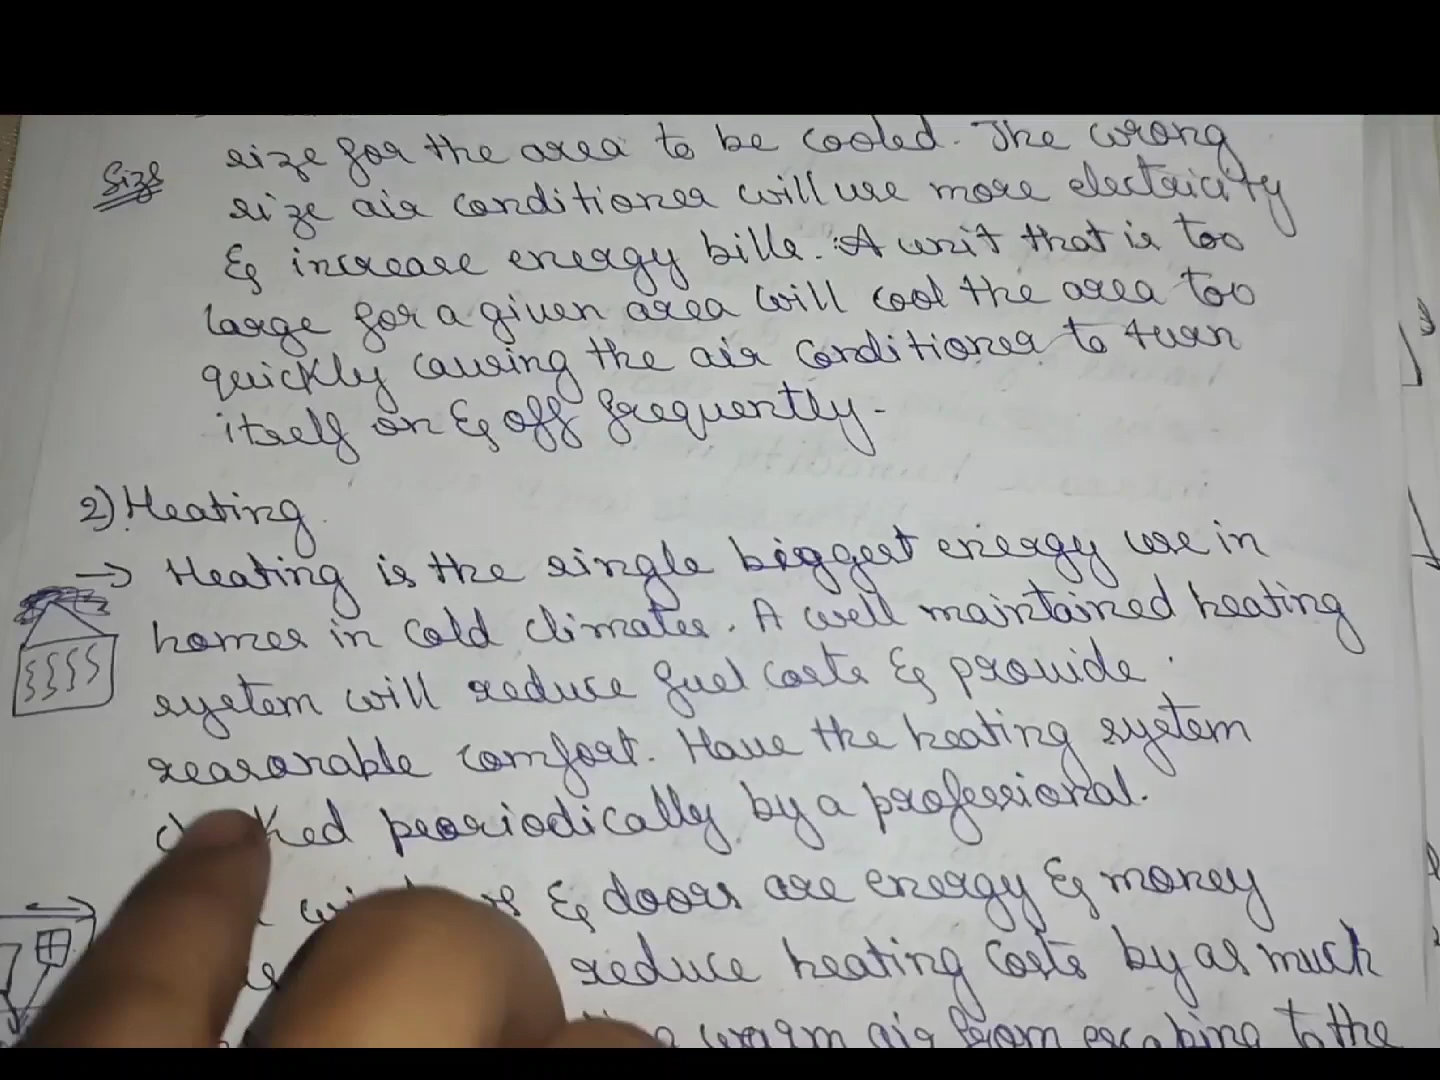 Size
size for the area to be cooled. The wrong
size air conditioner will use more electricity
& increase energy bills. A unit that is too
large for a given area will cool the area too
quickly causing the air conditioner to turn
itself on & off frequently.
2) Heating
→ Heating is the single biggest energy use in
homes in cold climates. A well maintained heating
system will reduce fuel costs & provide
reasonable comfort. Have the heating system
periodically by a professional.
& doors are energy & money
reduce heating costs by as much
warm air from escaping to the